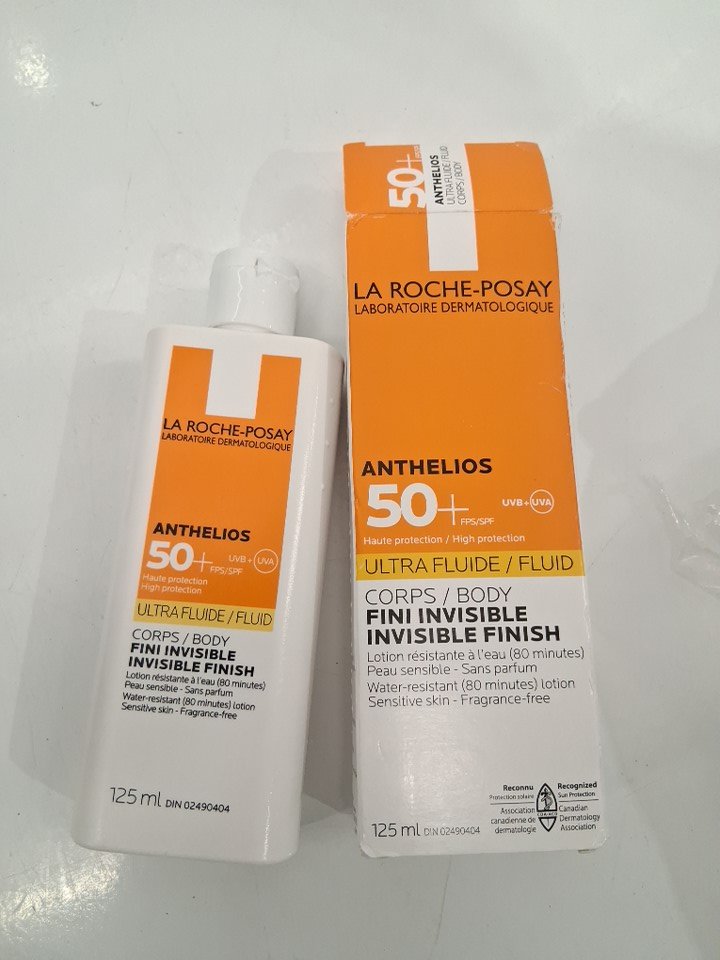 LA ROCHE-POSAY
LABORATOIRE DERMATOLOGIQUE
ANTHELIOS
50+
FPS/SPF
UVB+UVA
Haute protection
High protection
ULTRA FLUIDE / FLUID
CORPS / BODY
FINI INVISIBLE
INVISIBLE FINISH
Lotion résistante à l'eau (80 minutes)
Peau sensible - Sans parfum
Water-resistant (80 minutes) lotion
Sensitive skin - Fragrance-free
125 ml DIN 02490404
50+
FPS/SPF
ANTHELIOS
ULTRA FLUIDE / FLUID
CORPS / BODY
LA ROCHE-POSAY
LABORATOIRE DERMATOLOGIQUE
ANTHELIOS
50+
FPS/SPF
UVB+UVA
Haute protection / High protection
ULTRA FLUIDE / FLUID
CORPS / BODY
FINI INVISIBLE
INVISIBLE FINISH
Lotion résistante à l'eau (80 minutes)
Peau sensible - Sans parfum
Water-resistant (80 minutes) lotion
Sensitive skin - Fragrance-free
125 ml DIN 02490404
Reconnu
Protection solaire
Association
canadienne de
dermatologie
Recognized
Sun Protection
Canadian
Dermatology
Association